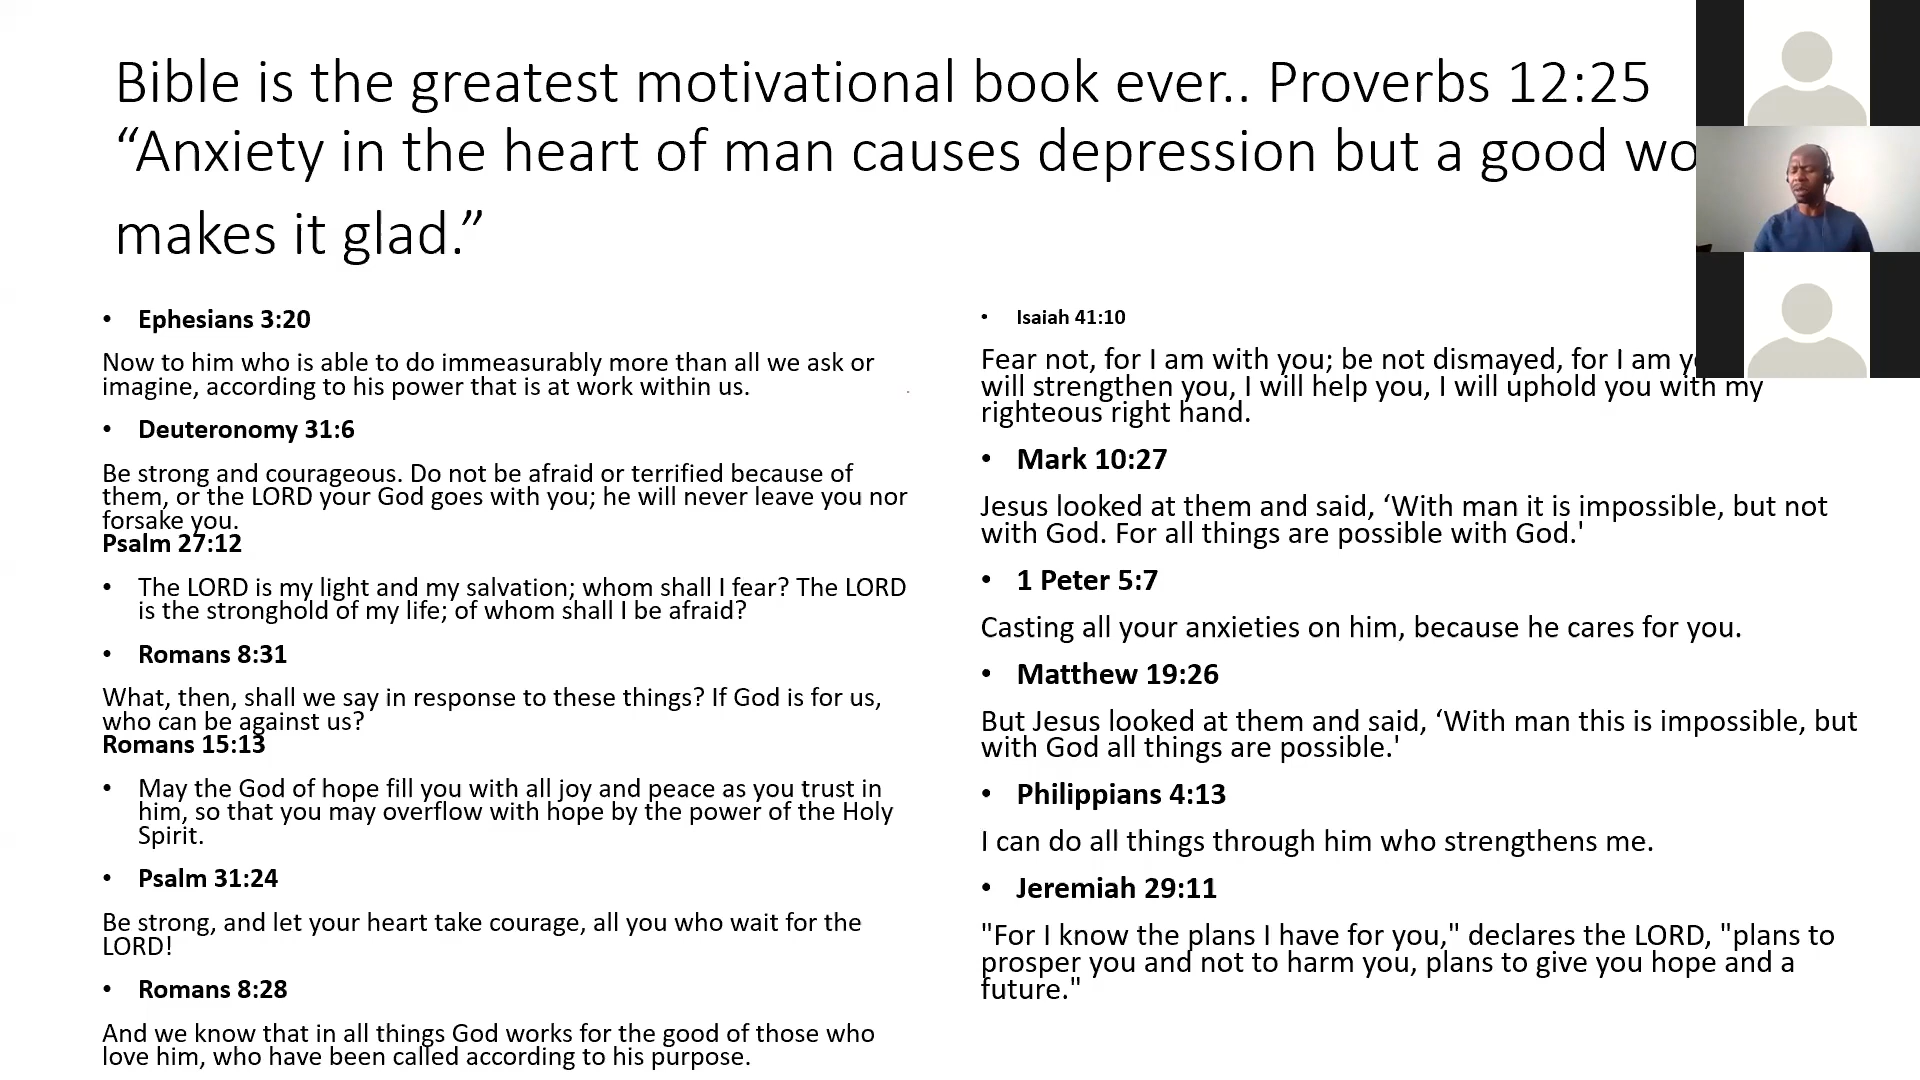 Bible is the greatest motivational book ever.. Proverbs 12:25
“Anxiety in the heart of man causes depression but a good
makes it glad.”
• Ephesians 3:20
Now to him who is able to do immeasurably more than all we ask or
imagine, according to his power that is at work within us.
• Deuteronomy 31:6
Be strong and courageous. Do not be afraid or terrified because of
them, or the LORD your God goes with you; he will never leave you nor
forsake you.
Psalm 27:12
• The LORD is my light and my salvation; whom shall I fear? The LORD
is the stronghold of my life; of whom shall I be afraid?
• Romans 8:31
What, then, shall we say in response to these things? If God is for us,
who can be against us?
Romans 15:13
• May the God of hope fill you with all joy and peace as you trust in
him, so that you may overflow with hope by the power of the Holy
Spirit.
• Psalm 31:24
Be strong, and let your heart take courage, all you who wait for the
LORD!
• Romans 8:28
And we know that in all things God works for the good of those who
love him, who have been called according to his purpose.
• Isaiah 41:10
Fear not, for I am with you; be not dismayed, for I am
will strengthen you, I will help you, I will uphold you with my
righteous right hand.
• Mark 10:27
Jesus looked at them and said, ‘With man it is impossible, but not
with God. For all things are possible with God.'
• 1 Peter 5:7
Casting all your anxieties on him, because he cares for you.
• Matthew 19:26
But Jesus looked at them and said, ‘With man this is impossible, but
with God all things are possible.'
• Philippians 4:13
I can do all things through him who strengthens me.
• Jeremiah 29:11
"For I know the plans I have for you," declares the LORD, "plans to
prosper you and not to harm you, plans to give you hope and a
future."